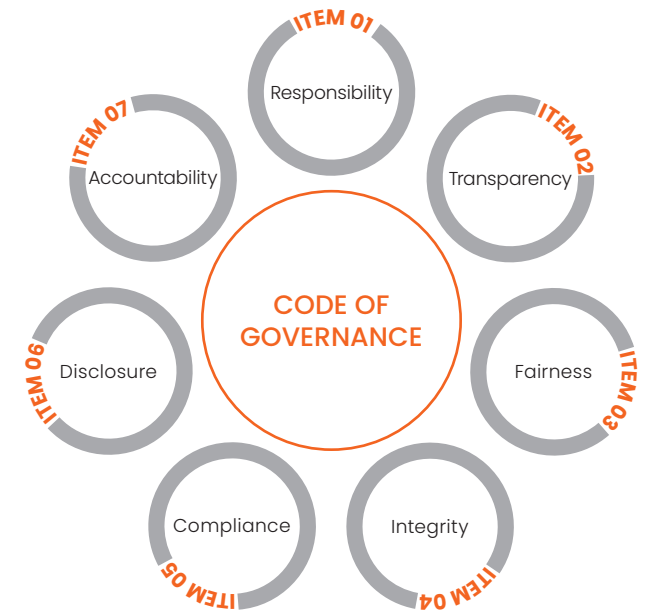 ITEM 01
Responsibility
ITEM 02
Transparency
ITEM 03
Fairness
ITEM 04
Integrity
ITEM 05
Compliance
ITEM 06
Disclosure
ITEM 07
Accountability
CODE OF
GOVERNANCE